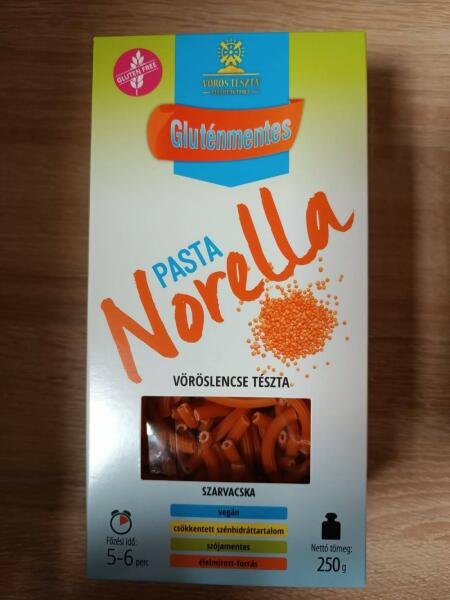 GLUTEN FREE
VÖRÖS TÉSZTA
Gluténmentes
PASTA
Norella
VÖRÖSLENCSE TÉSZTA
SZARVACSKA
vegán
csökkentett szénhidráttartalom
szójamentes
élelmirost-forrás
Főzési idő:
5-6 perc
Nettó tömeg:
250 g